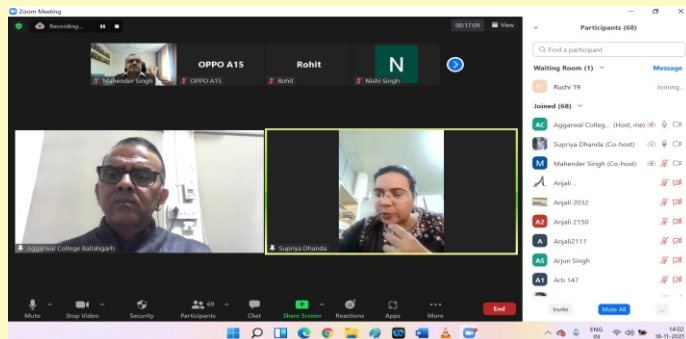 Zoom Meeting
Recording...
00:17:09 View
Participants (68)
Find a participant
Waiting Room (1) Message
Ruchi 19 Joining...
Joined (68)
AC Aggarwal Colleg... (Host, me)
Supriya Dhanda (Co-host)
M Mahender Singh (Co-host)
Anjali .
Anjali 2032
A2 Anjali 2150
A Anjali2111
AS Arjun Singh
A1 Arti 147
Invite Mute All ...
Mahender Singh
OPPO A15
OPPO A15
Rohit
Rohit
N
Nishi Singh
Aggarwal College Ballabgarh
Supriya Dhanda
Mute Stop Video Security Participants 69 Chat Share Screen Reactions Apps More End
ENG
IN
14:02